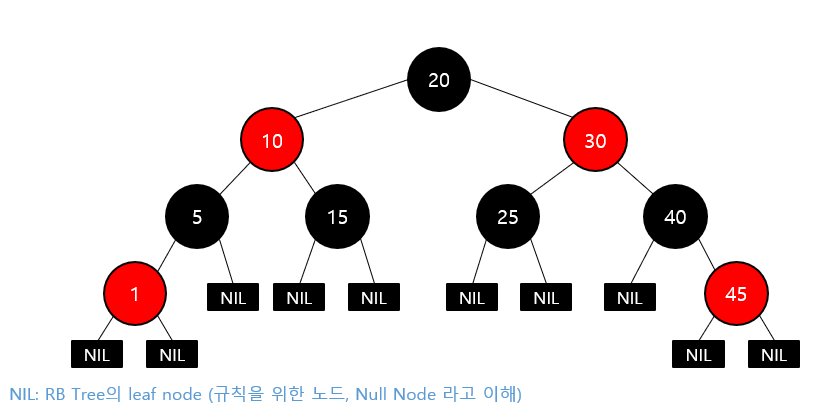 20
10
30
5
15
25
40
1
NIL
NIL
NIL
NIL
NIL
NIL
45
NIL
NIL
NIL
NIL
NIL: RB Tree의 leaf node (규칙을 위한 노드, Null Node 라고 이해)